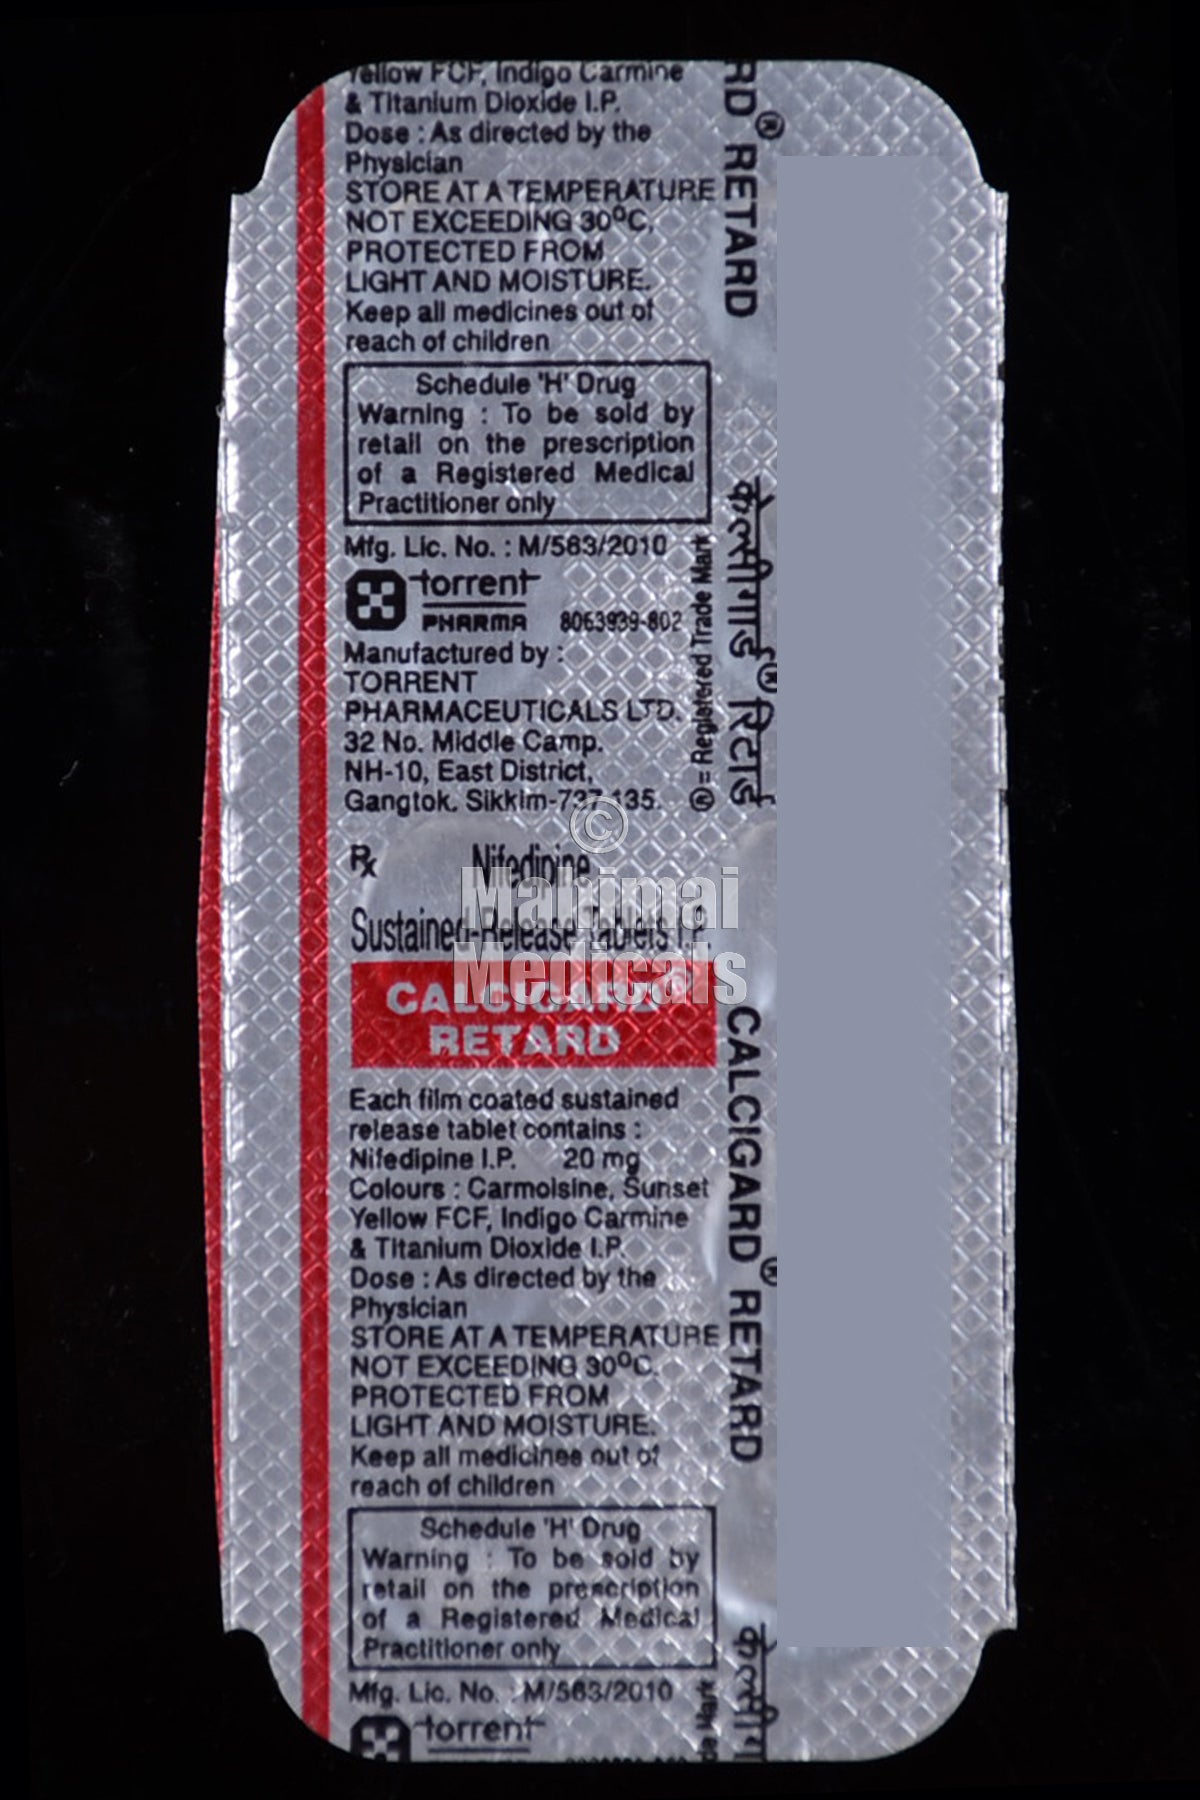 Yellow FCF, Indigo Carmine
& Titanium Dioxide I.P.
Dose : As directed by the
Physician
STORE AT A TEMPERATURE
NOT EXCEEDING 30⁰C,
PROTECTED FROM
LIGHT AND MOISTURE.
Keep all medicines out of
reach of children
Schedule 'H' Drug
Warning : To be sold by
retail on the prescription
of a Registered Medical
Practitioner only
Mfg. Lic. No. : M/563/2010
torrent
PHARMA 8063939-802
Manufactured by :
TORRENT
PHARMACEUTICALS LTD.
32 No. Middle Camp.
NH-10, East District,
Gangtok. Sikkim-737 135.
® = Registered Trade Mark
RD® RETARD
केल्सीगार्ड® रिटार्ड
©
Mahimai
Medicals
Rx Nifedipine
Sustained-Release Tablets I.P.
CALCIGARD®
RETARD
Each film coated sustained
release tablet contains :
Nifedipine I.P. 20 mg
Colours : Carmoisine, Sunset
Yellow FCF, Indigo Carmine
& Titanium Dioxide I.P.
Dose : As directed by the
Physician
STORE AT A TEMPERATURE
NOT EXCEEDING 30⁰C,
PROTECTED FROM
LIGHT AND MOISTURE.
Keep all medicines out of
reach of children
Schedule 'H' Drug
Warning : To be sold by
retail on the prescription
of a Registered Medical
Practitioner only
Mfg. Lic. No. : M/563/2010
torrent
CALCIGARD® RETARD
Mark
केल्सीगा